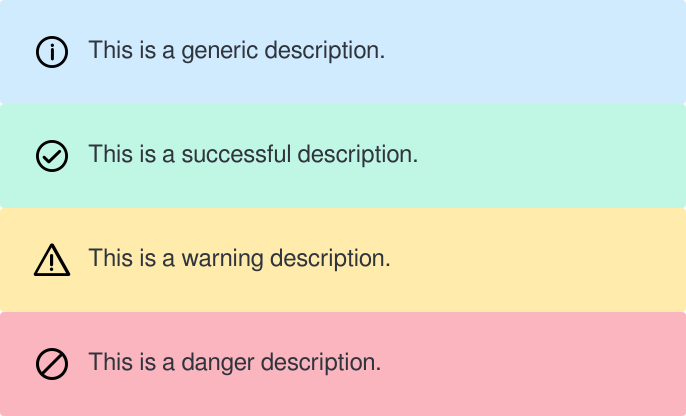 This is a generic description.
This is a successful description.
This is a warning description.
This is a danger description.